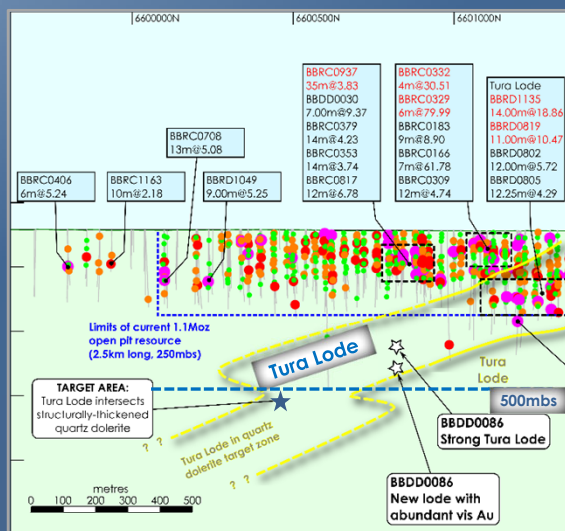 6600000N
6600500N
6601000N
BBRC0937
35m@3.83
BBDD0030
7.00m@9.37
BBRC0379
14m@4.23
BBRC0353
14m@3.74
BBRC0817
12m@6.78
BBRC0332
4m@30.51
BBRC0329
6m@79.99
BBRC0183
9m@8.90
BBRC0166
7m@61.78
BBRC0309
12m@4.74
Tura Lode
BBRD1135
14.00m@18.86
BBRD0819
11.00m@10.47
BBRD0802
12.00m@5.72
BBRD0805
12.25m@4.29
BBRC0708
13m@5.08
BBRC0406
6m@5.24
BBRC1163
10m@2.18
BBRD1049
9.00m@5.25
Limits of current 1.1Moz
open pit resource
(2.5km long, 250mbs)
Tura Lode
Tura
Lode
TARGET AREA:
Tura Lode intersects
structurally-thickened
quartz dolerite
500mbs
BBDD0086
Strong Tura Lode
Tura Lode in quartz
dolerite target zone
? ?
? ?
BBDD0086
New lode with
abundant vis Au
metres
0 100 200 300 400 500